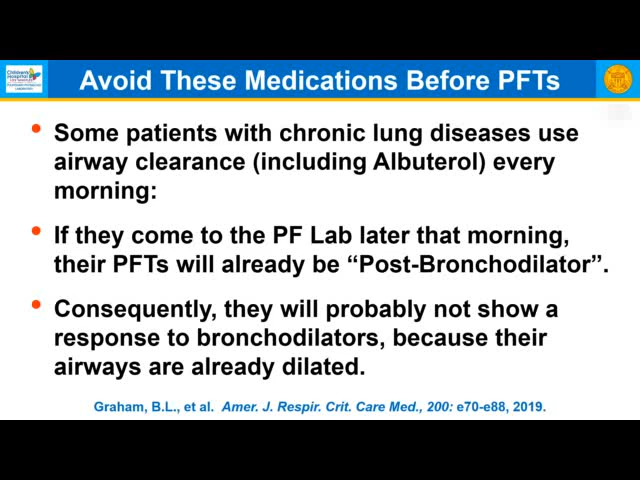 Childrens
Hospital
Avoid These Medications Before PFTs
• Some patients with chronic lung diseases use
airway clearance (including Albuterol) every
morning:
• If they come to the PF Lab later that morning,
their PFTs will already be “Post-Bronchodilator”.
• Consequently, they will probably not show a
response to bronchodilators, because their
airways are already dilated.
Graham, B.L., et al. Amer. J. Respir. Crit. Care Med., 200: e70-e88, 2019.